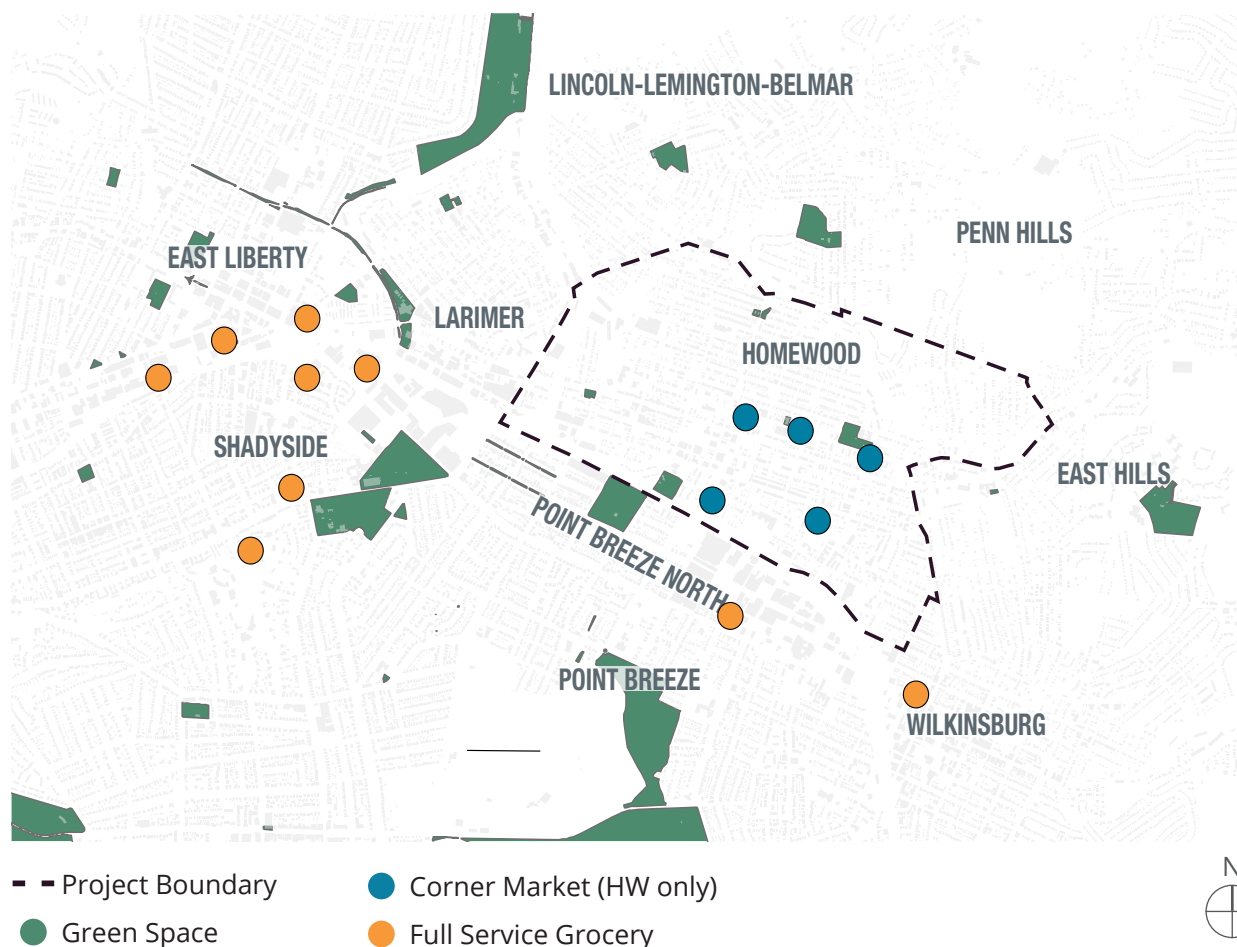 LINCOLN-LEMINGTON-BELMAR
PENN HILLS
EAST LIBERTY
LARIMER
HOMEWOOD
SHADYSIDE
EAST HILLS
POINT BREEZE NORTH
POINT BREEZE
WILKINSBURG
Project Boundary
Corner Market (HW only)
Green Space
Full Service Grocery
N